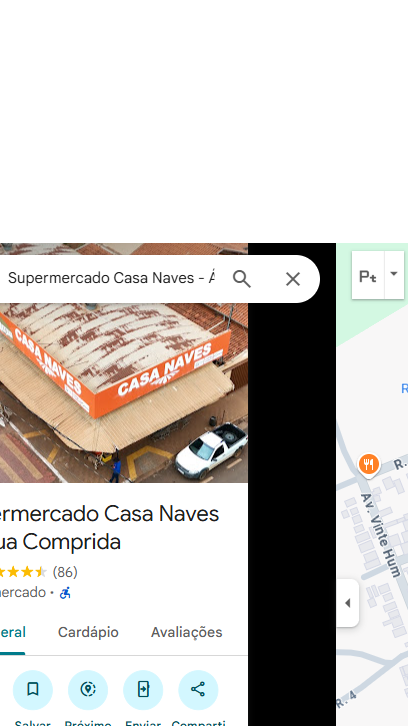 Supermercado Casa Naves - Á
Pt
CASA NAVES
CASA NAVES
ermercado Casa Naves
ua Comprida
(86)
ercado •
eral Cardápio Avaliações
Salvar Próximo Enviar Comparti
R
R.
Av. Vinte Hum
R. 4